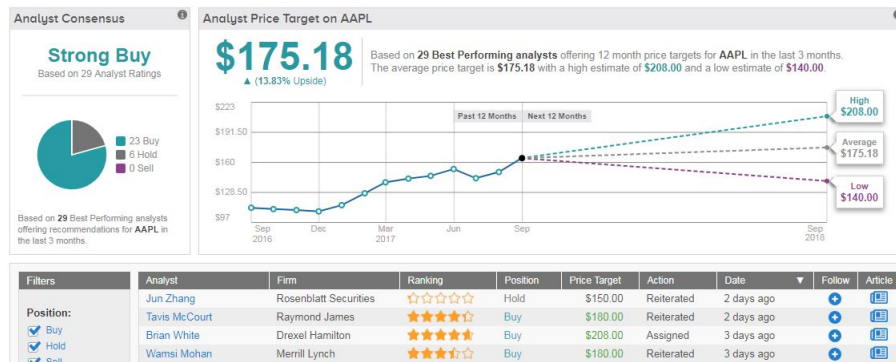 Analyst Consensus
Strong Buy
Based on 29 Analyst Ratings
23 Buy
6 Hold
0 Sell
Based on 29 Best Performing analysts
offering recommendations for AAPL in
the last 3 months.
Analyst Price Target on AAPL
$175.18
▲ (13.83% Upside)
Based on 29 Best Performing analysts offering 12 month price targets for AAPL in the last 3 months.
The average price target is $175.18 with a high estimate of $208.00 and a low estimate of $140.00.
$223
$191.50
$160
$128.50
$97
Past 12 Months Next 12 Months
High
$208.00
Average
$175.18
Low
$140.00
Sep Dec Mar Jun Sep Sep
2016 2017 2018
Filters
Position:
Buy
Hold
Sell
Analyst Firm Ranking Position Price Target Action Date ▼ Follow Article
Jun Zhang Rosenblatt Securities Hold $150.00 Reiterated 2 days ago
Tavis McCourt Raymond James Buy $180.00 Reiterated 2 days ago
Brian White Drexel Hamilton Buy $208.00 Assigned 3 days ago
Wamsi Mohan Merrill Lynch Buy $180.00 Reiterated 3 days ago